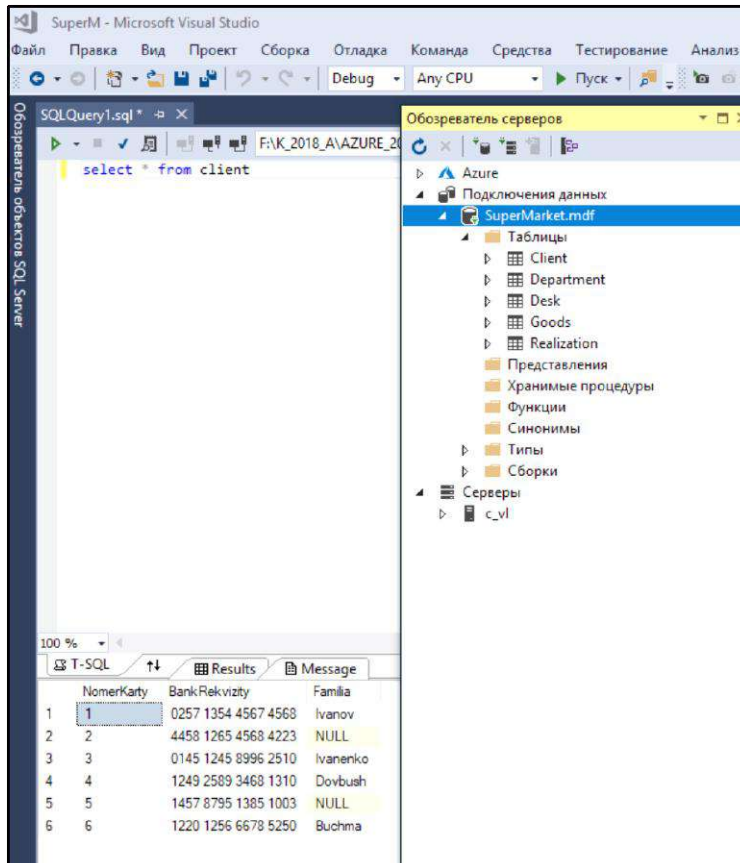 SuperM - Microsoft Visual Studio
Файл Правка Вид Проект Сборка Отладка Команда Средства Тестирование Анализ
Debug Any CPU Пуск
Обозреватель объектов SQL Server
SQLQuery1.sql *
F:\K_2018_A\AZURE_20
select * from client
Обозреватель серверов
Azure
Подключения данных
SuperMarket.mdf
Таблицы
Client
Department
Desk
Goods
Realization
Представления
Хранимые процедуры
Функции
Синонимы
Типы
Сборки
Серверы
c_vl
100 %
T-SQL Results Message
NomerKarty BankRekvizity Familia
1 1 0257 1354 4567 4568 Ivanov
2 2 4458 1265 4568 4223 NULL
3 3 0145 1245 8996 2510 Ivanenko
4 4 1249 2589 3468 1310 Dovbush
5 5 1457 8795 1385 1003 NULL
6 6 1220 1256 6678 5250 Buchma